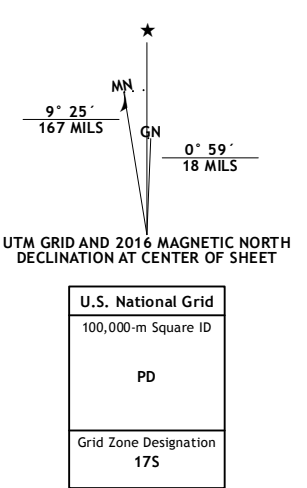 ★
MN
9° 25´
167 MILS
GN
0° 59´
18 MILS
UTM GRID AND 2016 MAGNETIC NORTH
DECLINATION AT CENTER OF SHEET
U.S. National Grid
100,000-m Square ID
PD
Grid Zone Designation
17S